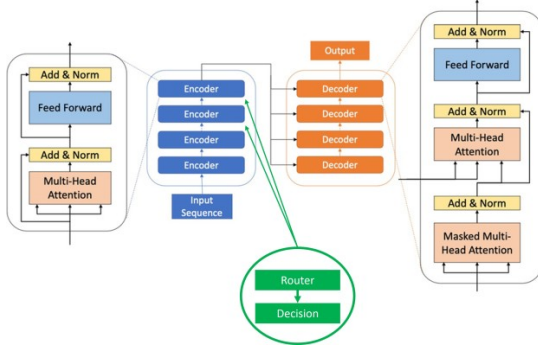 Add & Norm
Feed Forward
Add & Norm
Multi-Head
Attention
Encoder
Encoder
Encoder
Encoder
Input
Sequence
Output
Decoder
Decoder
Decoder
Decoder
Add & Norm
Feed Forward
Add & Norm
Multi-Head
Attention
Add & Norm
Masked Multi-
Head Attention
Router
Decision